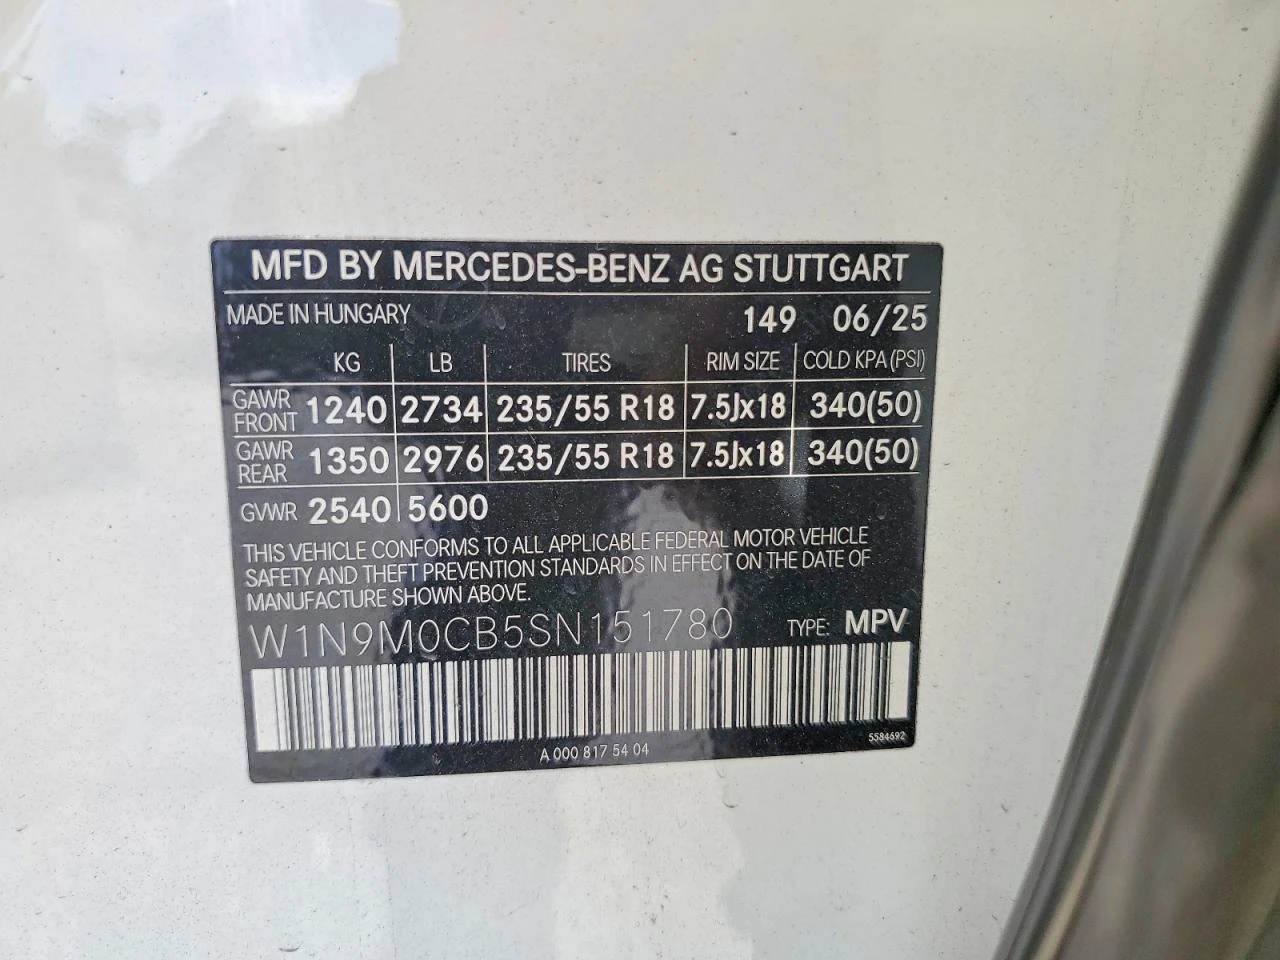 MFD BY MERCEDES-BENZ AG STUTTGART
MADE IN HUNGARY 149 06/25
KG LB TIRES RIM SIZE COLD KPA (PSI)
GAWR FRONT 1240 2734 235/55 R18 7.5Jx18 340(50)
GAWR REAR 1350 2976 235/55 R18 7.5Jx18 340(50)
GVWR 2540 5600
THIS VEHICLE CONFORMS TO ALL APPLICABLE FEDERAL MOTOR VEHICLE
SAFETY AND THEFT PREVENTION STANDARDS IN EFFECT ON THE DATE OF
MANUFACTURE SHOWN ABOVE.
W1N9M0CB5SN151780 TYPE: MPV
A 000 817 54 04 5584692